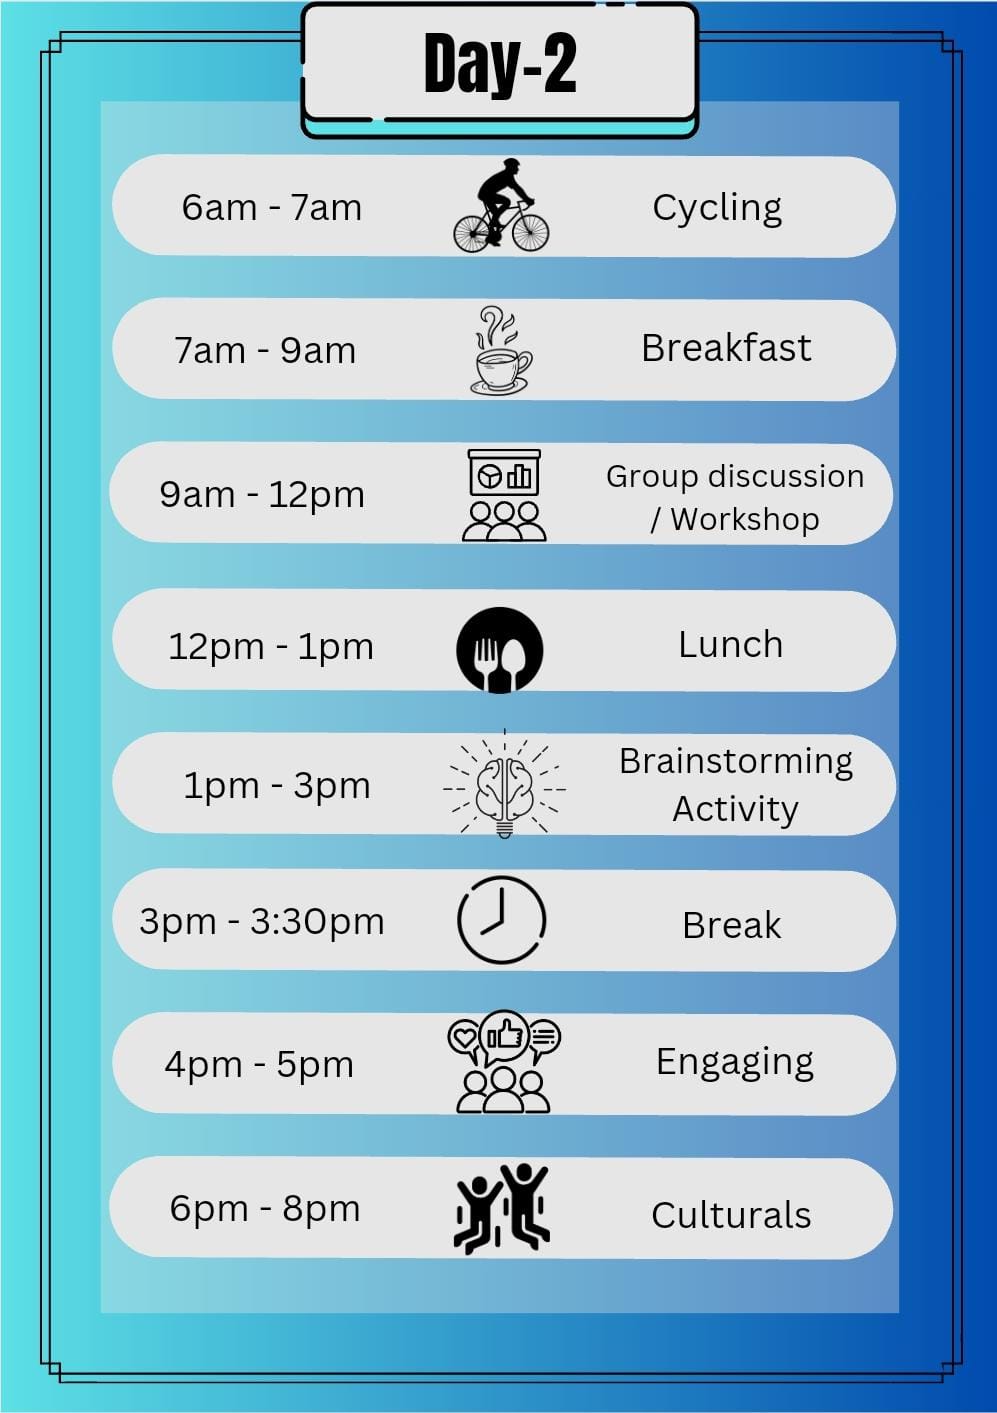 Day-2
6am - 7am
Cycling
7am - 9am
Breakfast
9am - 12pm
Group discussion
/ Workshop
12pm - 1pm
Lunch
1pm - 3pm
Brainstorming
Activity
3pm - 3:30pm
Break
4pm - 5pm
Engaging
6pm - 8pm
Culturals